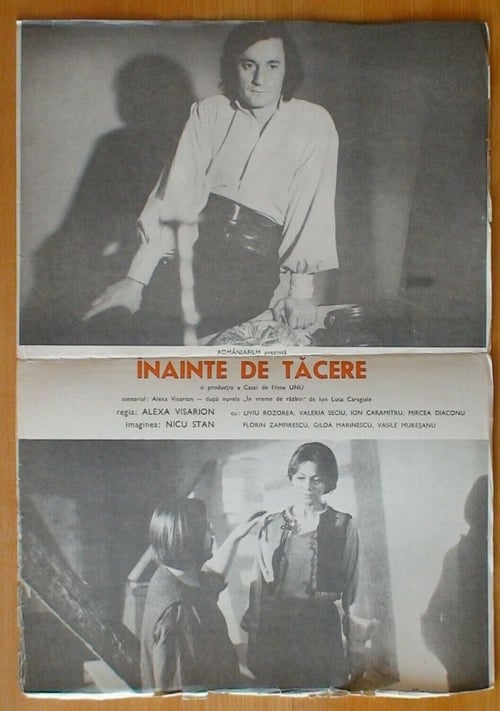 ROMÂNIAFILM prezintă
ÎNAINTE DE TĂCERE
o producție a Casei de filme UNU
scenariul: Alexa Visarion — după nuvela „În vreme de război" de Ion Luca Caragiale
regia: ALEXA VISARION cu: LIVIU ROZOREA, VALERIA SECIU, ION CARAMITRU, MIRCEA DIACONU
imaginea: NICU STAN FLORIN ZAMFIRESCU, GILDA MARINESCU, VASILE MUREȘANU